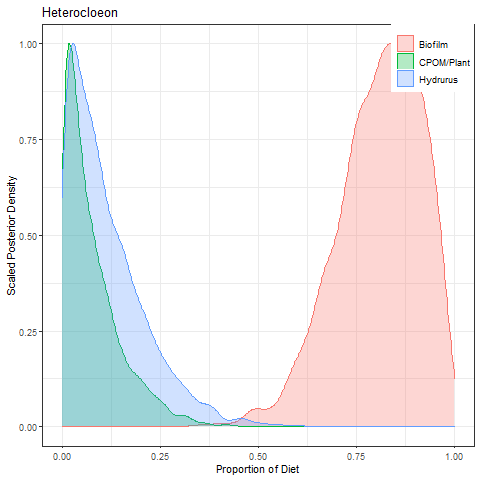 Heterocloeon
Biofilm
CPOM/Plant
Hydrurus
Scaled Posterior Density
1.00
0.75
0.50
0.25
0.00
0.00 0.25 0.50 0.75 1.00
Proportion of Diet